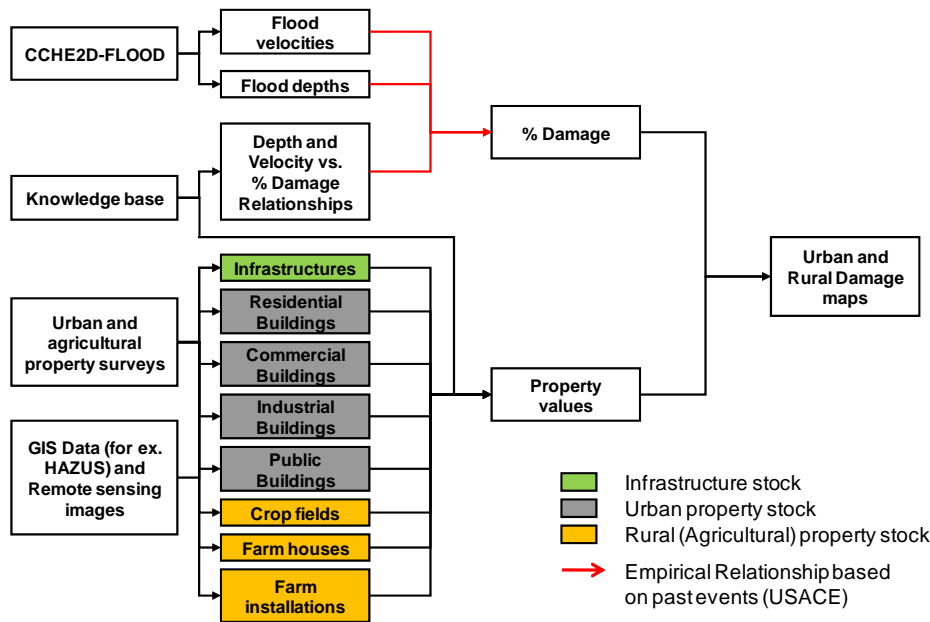 CCHE2D-FLOOD
Flood
velocities
Flood depths
Knowledge base
Depth and
Velocity vs.
% Damage
Relationships
% Damage
Urban and
agricultural
property surveys
GIS Data (for ex.
HAZUS) and
Remote sensing
images
Infrastructures
Residential
Buildings
Commercial
Buildings
Industrial
Buildings
Public
Buildings
Crop fields
Farm houses
Farm
installations
Property
values
Urban and
Rural Damage
maps
Infrastructure stock
Urban property stock
Rural (Agricultural) property stock
Empirical Relationship based
on past events (USACE)